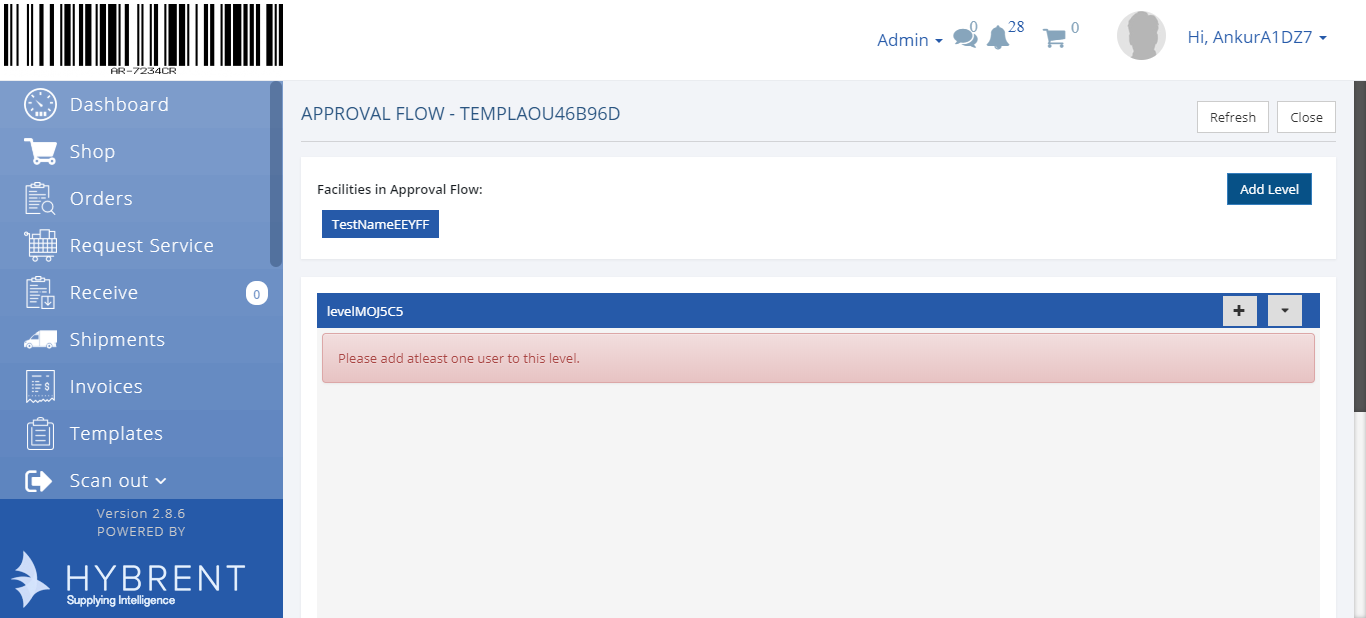 AR-7234CR
Admin
0
28
0
Hi, AnkurA1DZ7
Dashboard
Shop
Orders
Request Service
Receive
0
Shipments
Invoices
Templates
Scan out
Version 2.8.6
POWERED BY
HYBRENT
Supplying Intelligence
APPROVAL FLOW - TEMPLAOU46B96D
Refresh
Close
Facilities in Approval Flow:
Add Level
TestNameEEYFF
levelMOJ5C5
Please add atleast one user to this level.